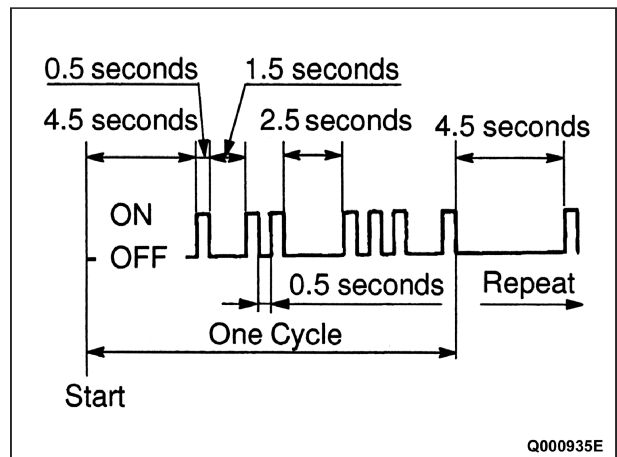 0.5 seconds 1.5 seconds
4.5 seconds 2.5 seconds 4.5 seconds
ON
OFF
0.5 seconds Repeat
One Cycle
Start
Q000935E